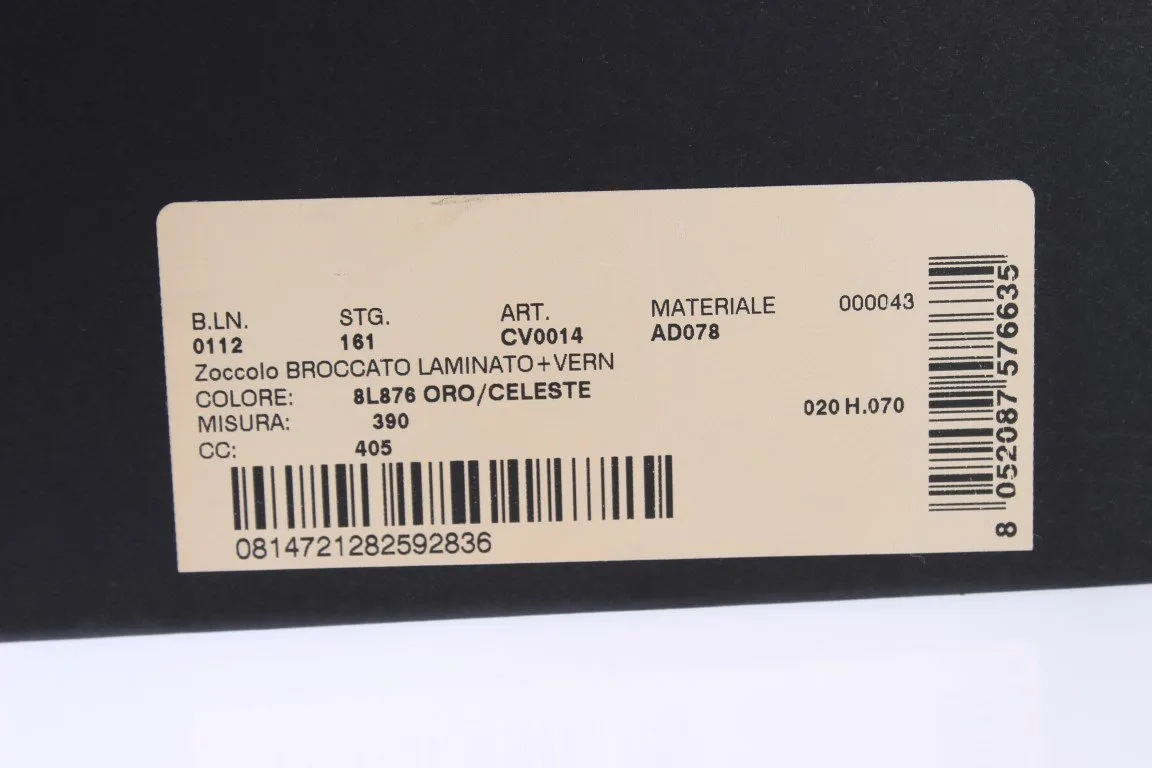 B.LN. STG. ART. MATERIALE 000043
0112 161 CV0014 AD078
Zoccolo BROCCATO LAMINATO+VERN
COLORE: 8L876 ORO/CELESTE
MISURA: 390 020 H.070
CC: 405
0814721282592836
8 052087 576635